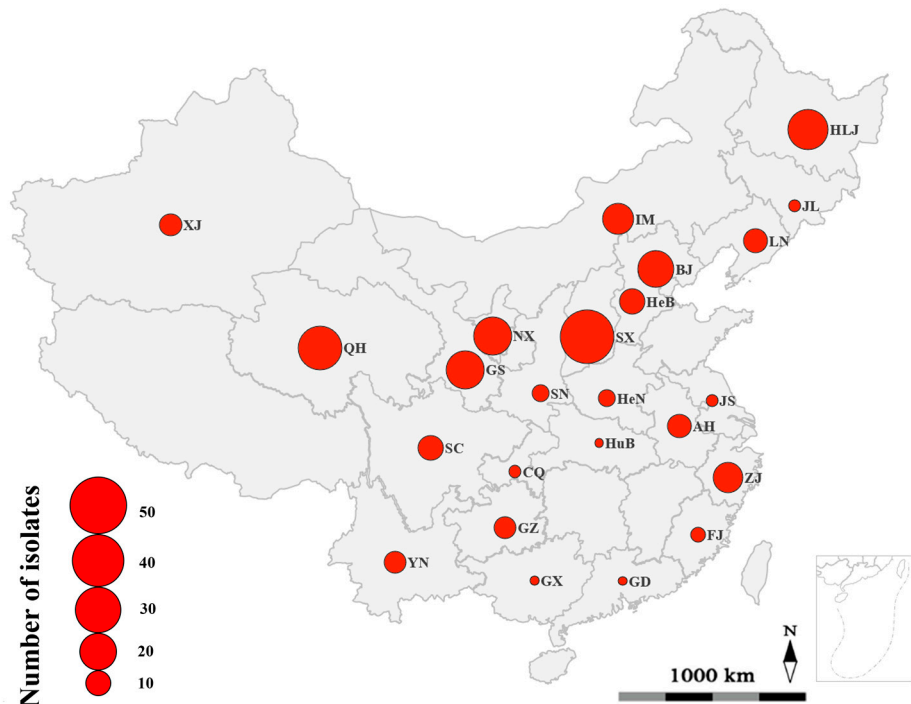 HLJ
JL
IM
XJ
LN
BJ
HeB
NX
SX
QH
GS
SN
HeN
JS
AH
HuB
SC
CQ
ZJ
GZ
FJ
YN
GX
GD
Number of isolates
50
40
30
20
10
N
1000 km